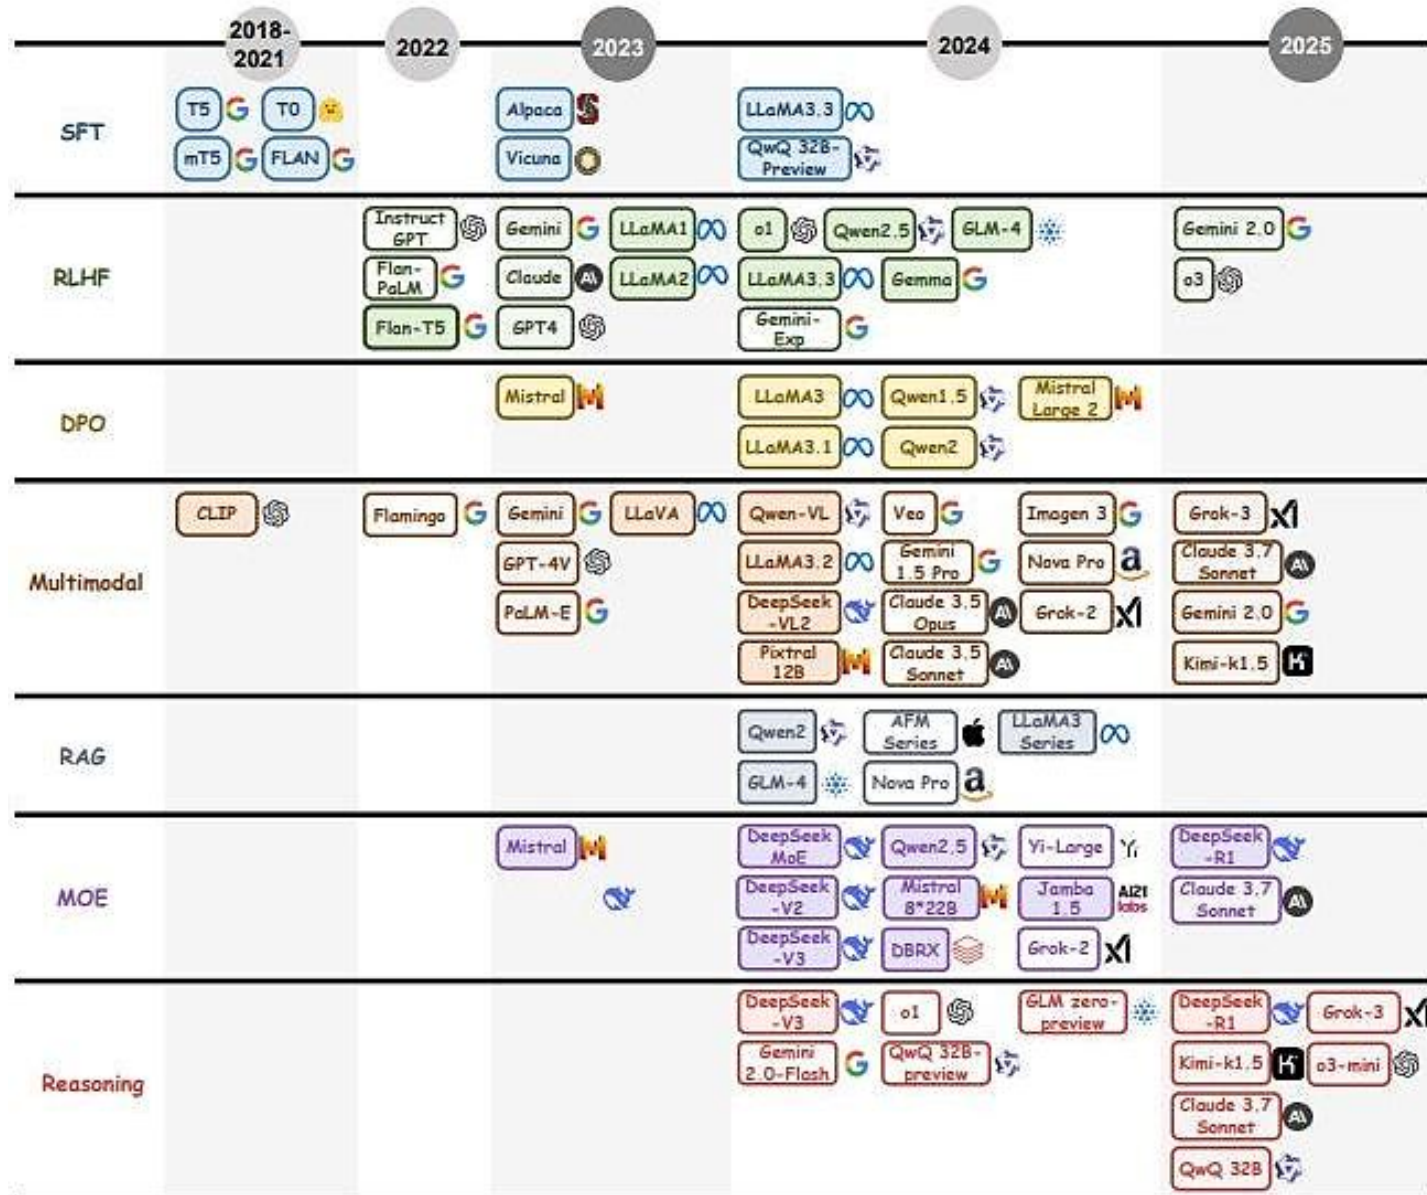 2018-
2021
2022
2023
2024
2025
SFT
T5
T0
mT5
FLAN
Alpaca
Vicuna
LLaMA3.3
QwQ 32B-
Preview
RLHF
Instruct
GPT
Flan-
PaLM
Flan-T5
Gemini
LLaMA1
Claude
LLaMA2
GPT4
o1
Qwen2.5
GLM-4
LLaMA3.3
Gemma
Gemini-
Exp
Gemini 2.0
o3
DPO
Mistral
LLaMA3
Qwen1.5
Mistral
Large 2
LLaMA3.1
Qwen2
Multimodal
CLIP
Flamingo
Gemini
LLaVA
GPT-4V
PaLM-E
Qwen-VL
Veo
Imagen 3
LLaMA3.2
Gemini
1.5 Pro
Nova Pro
DeepSeek
-VL2
Claude 3.5
Opus
Grok-2
Pixtral
12B
Claude 3.5
Sonnet
Grok-3
Claude 3.7
Sonnet
Gemini 2.0
Kimi-k1.5
RAG
Qwen2
AFM
Series
LLaMA3
Series
GLM-4
Nova Pro
MOE
Mistral
DeepSeek
MoE
Qwen2.5
Yi-Large
DeepSeek
-V2
Mistral
8*22B
Jamba
1.5
AI21
labs
DeepSeek
-V3
DBRX
Grok-2
DeepSeek
-R1
Claude 3.7
Sonnet
Reasoning
DeepSeek
-V3
o1
GLM zero-
preview
Gemini
2.0-Flash
QwQ 32B-
preview
DeepSeek
-R1
Grok-3
Kimi-k1.5
o3-mini
Claude 3.7
Sonnet
QwQ 32B